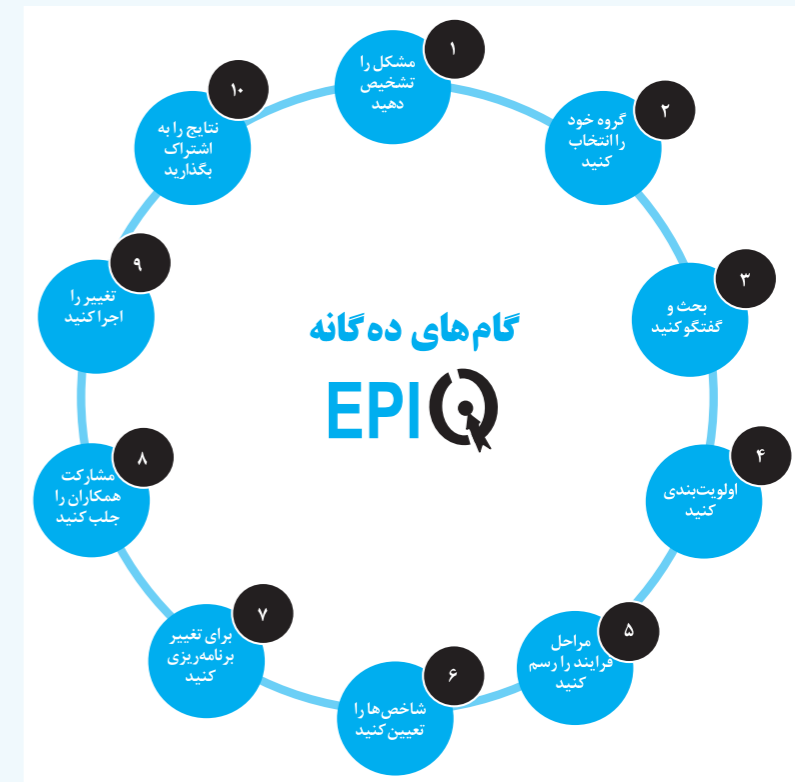 ۱
مشکل را
تشخیص
دهید
۲
گروه خود
را انتخاب
کنید
۳
بحث و
گفتگو کنید
۴
اولویت‌بندی
کنید
۵
مراحل
فرایند را رسم
کنید
۶
شاخص‌ها را
تعیین کنید
۷
برای تغییر
برنامه‌ریزی
کنید
۸
مشارکت
همکاران را
جلب کنید
۹
تغییر را
اجرا کنید
۱۰
نتایج را به
اشتراک
بگذارید
گام‌های ده گانه
EPIQ